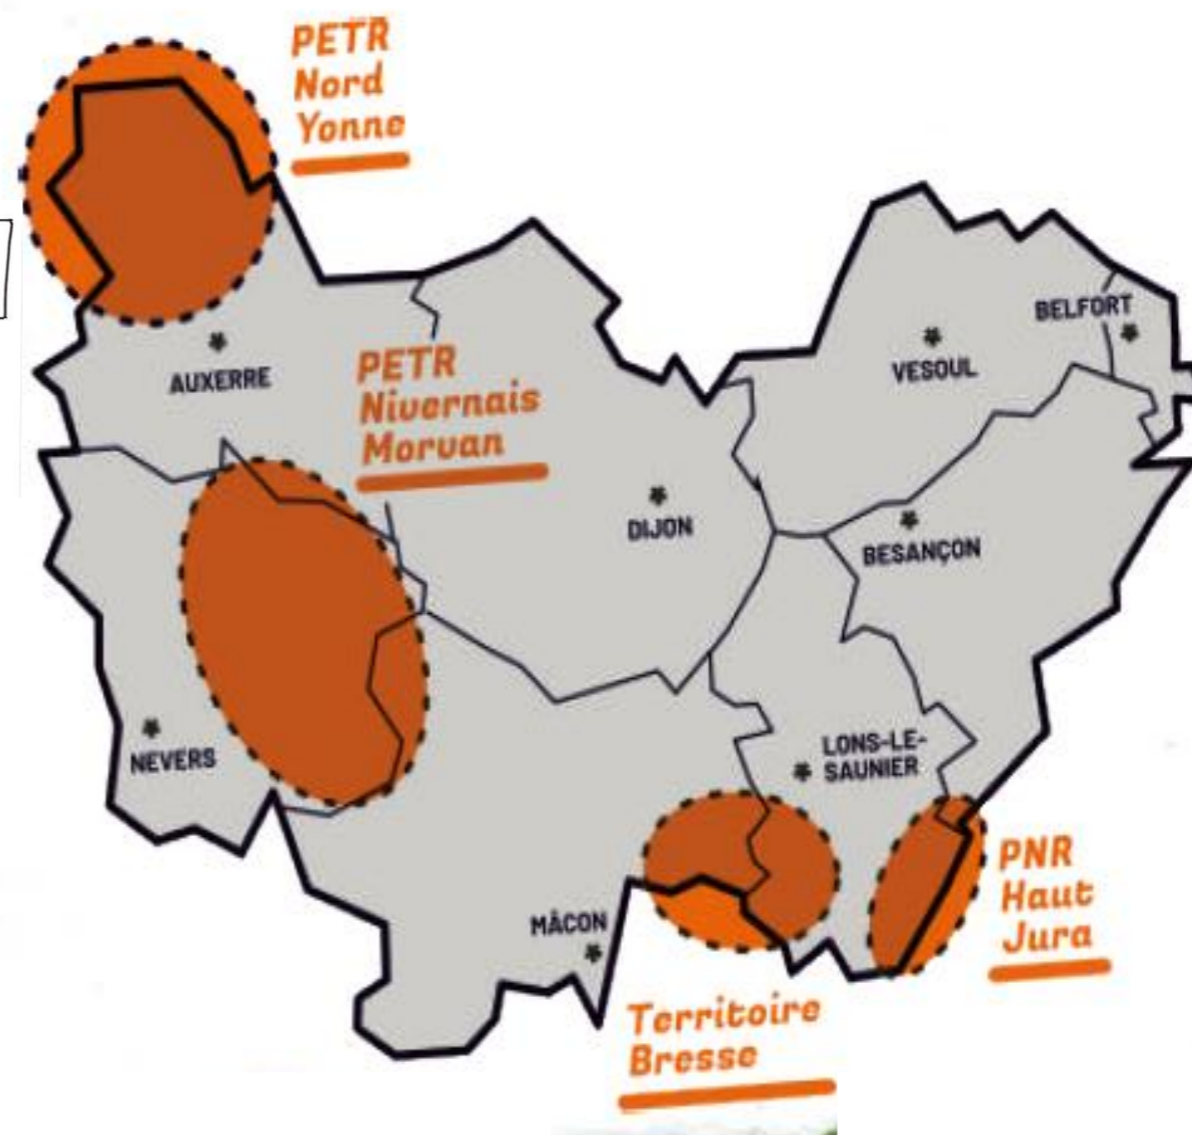 PETR
Nord
Yonne
BELFORT
VESOUL
AUXERRE
PETR
Nivernais
Morvan
DIJON
BESANÇON
NEVERS
LONS-LE-
SAUNIER
PNR
Haut
Jura
MÂCON
Territoire
Bresse